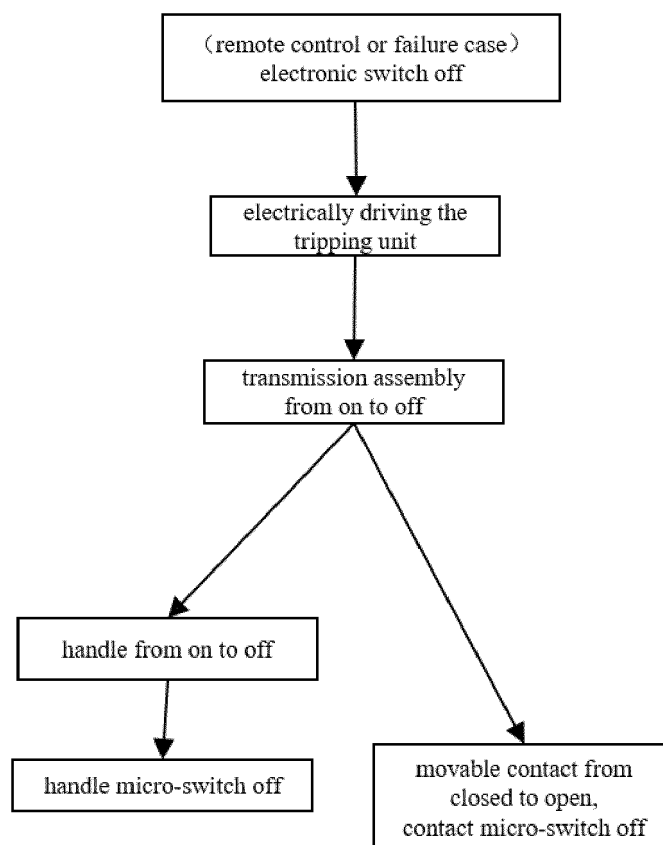 （remote control or failure case）
electronic switch off
electrically driving the
tripping unit
transmission assembly
from on to off
handle from on to off
handle micro-switch off
movable contact from
closed to open,
contact micro-switch off